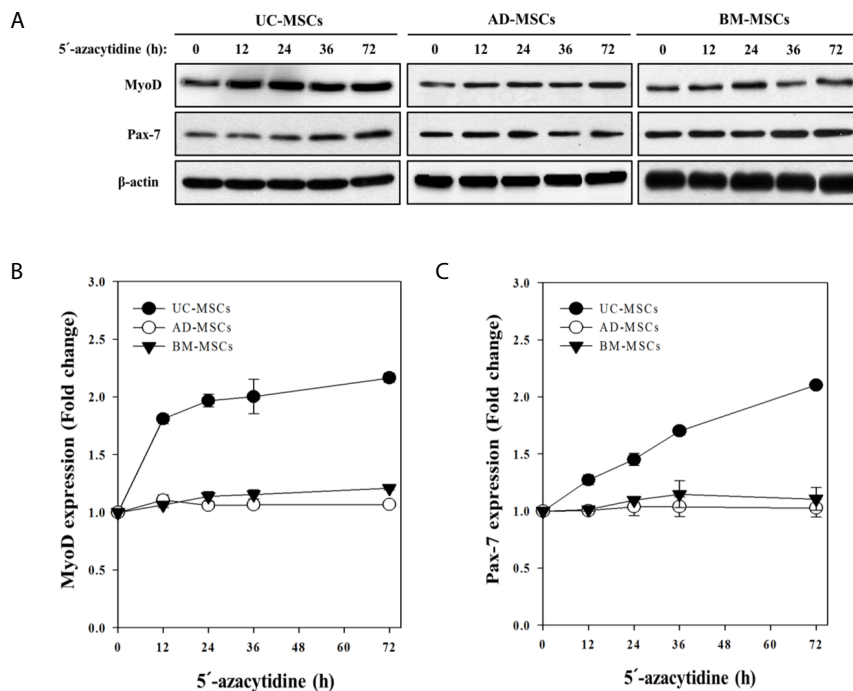 A
UC-MSCs AD-MSCs BM-MSCs
5´-azacytidine (h): 0 12 24 36 72 0 12 24 36 72 0 12 24 36 72
MyoD
Pax-7
β-actin
B
3.0
2.5
2.0
1.5
1.0
0.5
0.0
MyoD expression (Fold change)
UC-MSCs
AD-MSCs
BM-MSCs
0 12 24 36 72
5´-azacytidine (h)
C
3.0
2.5
2.0
1.5
1.0
0.5
0.0
Pax-7 expression (Fold change)
UC-MSCs
AD-MSCs
BM-MSCs
0 12 24 36 72
5´-azacytidine (h)